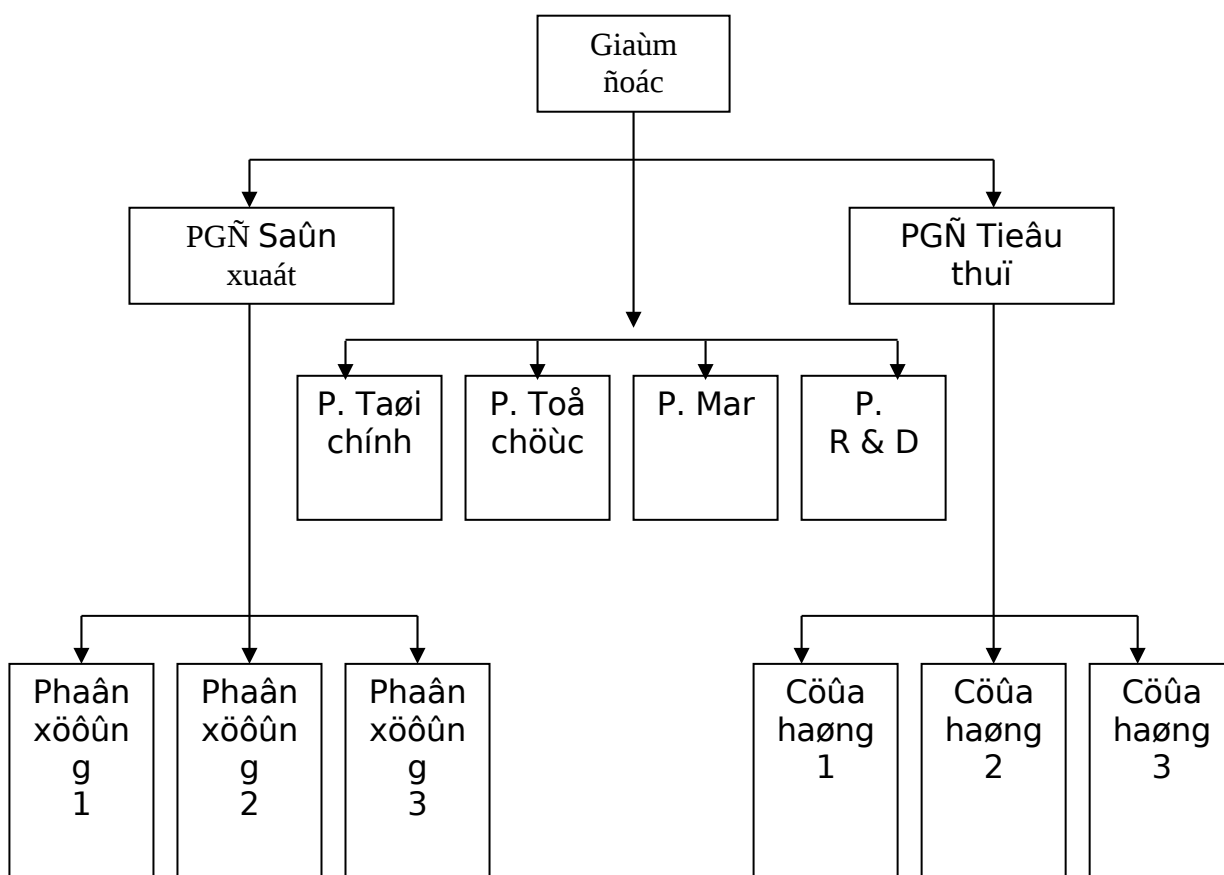 Giaùm
ñoác
PGÑ Saûn
xuaát
PGÑ Tieâu
thuï
P. Taøi
chính
P. Toå
chöùc
P. Mar
P.
R & D
Phaân
xöôûn
g
1
Phaân
xöôûn
g
2
Phaân
xöôûn
g
3
Cöûa
haøng
1
Cöûa
haøng
2
Cöûa
haøng
3